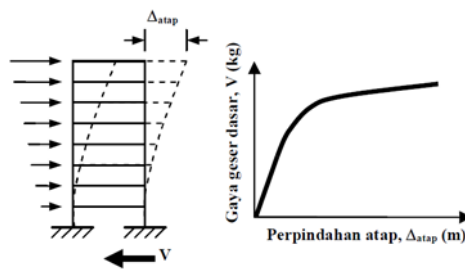 Δatap
V
Gaya geser dasar, V (kg)
Perpindahan atap, Δatap (m)